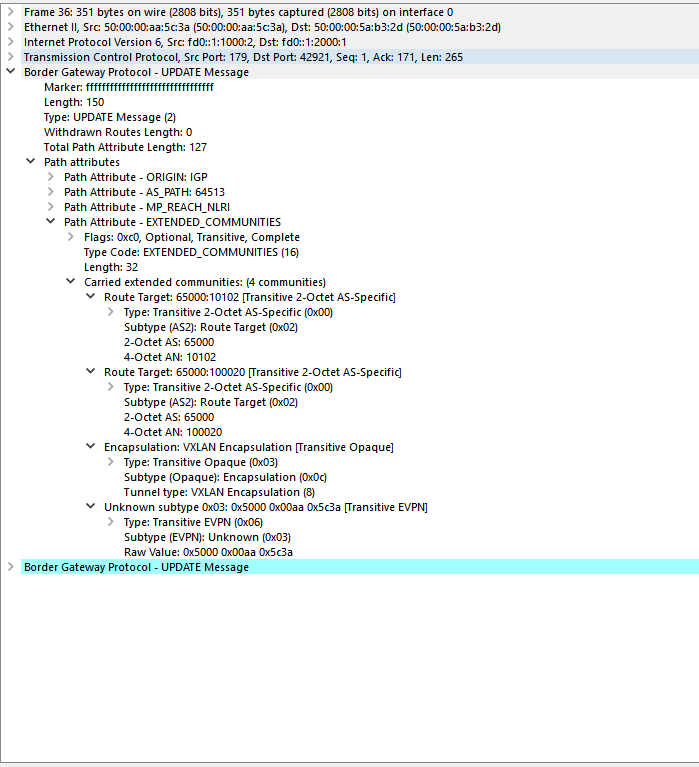 Frame 36: 351 bytes on wire (2808 bits), 351 bytes captured (2808 bits) on interface 0
Ethernet II, Src: 50:00:00:aa:5c:3a (50:00:00:aa:5c:3a), Dst: 50:00:00:5a:b3:2d (50:00:00:5a:b3:2d)
Internet Protocol Version 6, Src: fd0::1:1000:2, Dst: fd0::1:2000:1
Transmission Control Protocol, Src Port: 179, Dst Port: 42921, Seq: 1, Ack: 171, Len: 265
Border Gateway Protocol - UPDATE Message
Marker: ffffffffffffffffffffffffffffffff
Length: 150
Type: UPDATE Message (2)
Withdrawn Routes Length: 0
Total Path Attribute Length: 127
Path attributes
Path Attribute - ORIGIN: IGP
Path Attribute - AS_PATH: 64513
Path Attribute - MP_REACH_NLRI
Path Attribute - EXTENDED_COMMUNITIES
Flags: 0xc0, Optional, Transitive, Complete
Type Code: EXTENDED_COMMUNITIES (16)
Length: 32
Carried extended communities: (4 communities)
Route Target: 65000:10102 [Transitive 2-Octet AS-Specific]
Type: Transitive 2-Octet AS-Specific (0x00)
Subtype (AS2): Route Target (0x02)
2-Octet AS: 65000
4-Octet AN: 10102
Route Target: 65000:100020 [Transitive 2-Octet AS-Specific]
Type: Transitive 2-Octet AS-Specific (0x00)
Subtype (AS2): Route Target (0x02)
2-Octet AS: 65000
4-Octet AN: 100020
Encapsulation: VXLAN Encapsulation [Transitive Opaque]
Type: Transitive Opaque (0x03)
Subtype (Opaque): Encapsulation (0x0c)
Tunnel type: VXLAN Encapsulation (8)
Unknown subtype 0x03: 0x5000 0x00aa 0x5c3a [Transitive EVPN]
Type: Transitive EVPN (0x06)
Subtype (EVPN): Unknown (0x03)
Raw Value: 0x5000 0x00aa 0x5c3a
Border Gateway Protocol - UPDATE Message